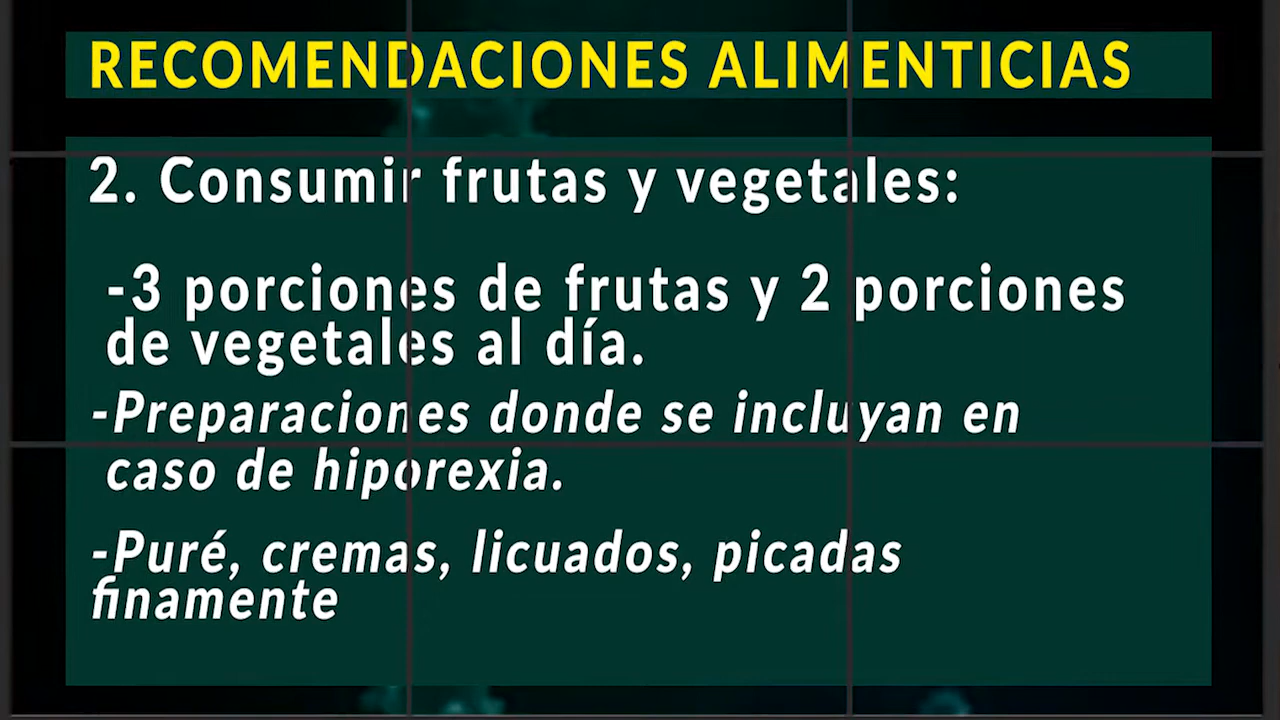 RECOMENDACIONES ALIMENTICIAS
2. Consumir frutas y vegetales:
-3 porciones de frutas y 2 porciones
de vegetales al día.
-Preparaciones donde se incluyan en
caso de hiporexia.
-Puré, cremas, licuados, picadas
finamente